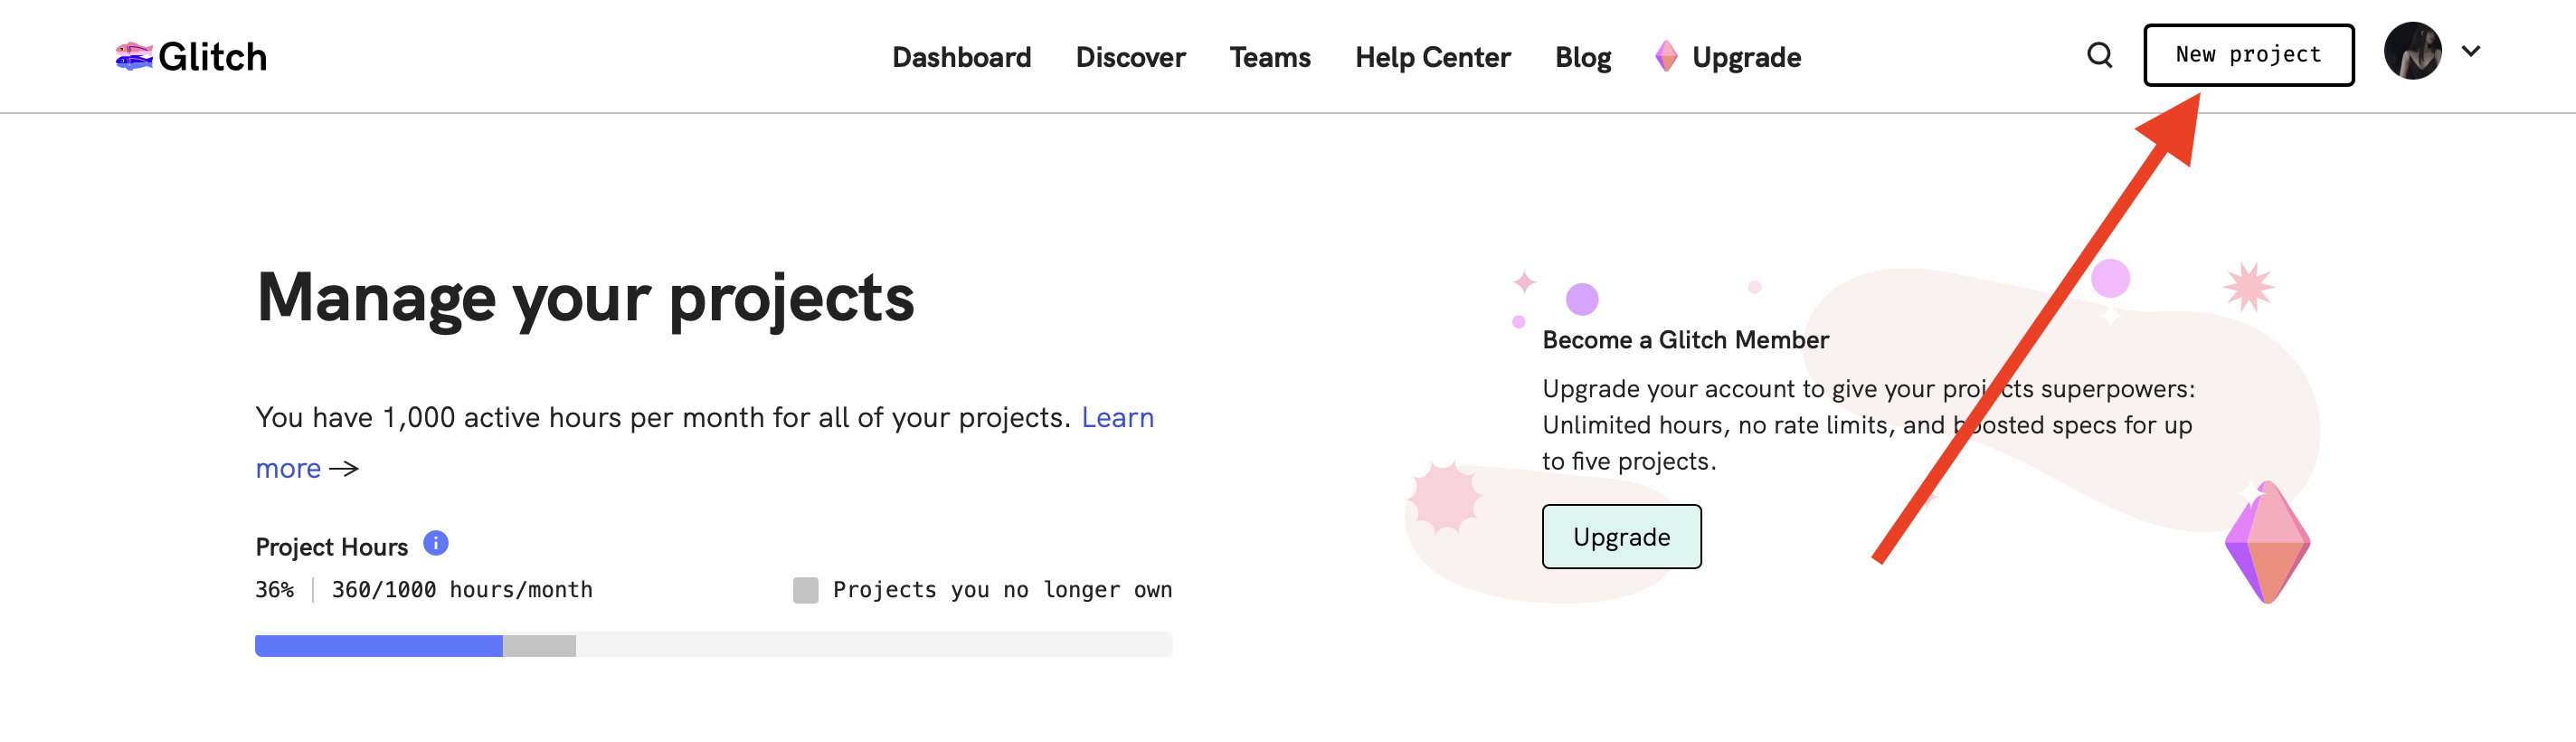 Glitch
Dashboard Discover Teams Help Center Blog Upgrade
New project
Manage your projects
You have 1,000 active hours per month for all of your projects. Learn
more →
Project Hours
36% | 360/1000 hours/month
Projects you no longer own
Become a Glitch Member
Upgrade your account to give your projects superpowers:
Unlimited hours, no rate limits, and boosted specs for up
to five projects.
Upgrade